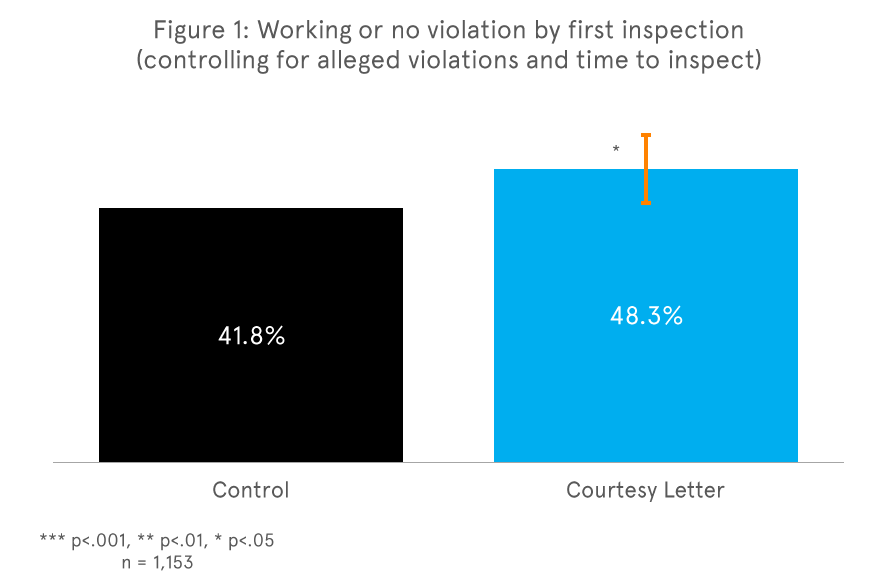 Figure 1: Working or no violation by first inspection
(controlling for alleged violations and time to inspect)
*
41.8%
48.3%
Control
Courtesy Letter
*** p<.001, ** p<.01, * p<.05
n = 1,153